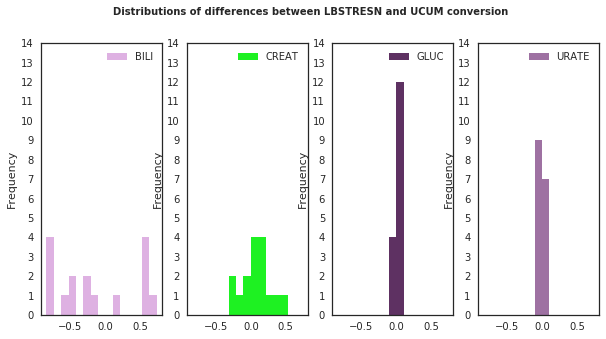 Distributions of differences between LBSTRESN and UCUM conversion
BILI
CREAT
GLUC
URATE
Frequency
Frequency
Frequency
Frequency
14 14 14 14
13 13 13 13
12 12 12 12
11 11 11 11
10 10 10 10
9 9 9 9
8 8 8 8
7 7 7 7
6 6 6 6
5 5 5 5
4 4 4 4
3 3 3 3
2 2 2 2
1 1 1 1
0 0 0 0
−0.5 0.0 0.5 −0.5 0.0 0.5 −0.5 0.0 0.5 −0.5 0.0 0.5